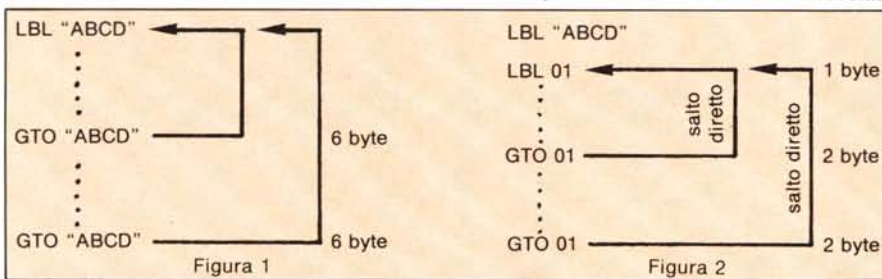 LBL "ABCD"
GTO "ABCD"
6 byte
GTO "ABCD"
6 byte
Figura 1
LBL "ABCD"
LBL 01
1 byte
salto diretto
GTO 01
2 byte
salto diretto
GTO 01
2 byte
Figura 2